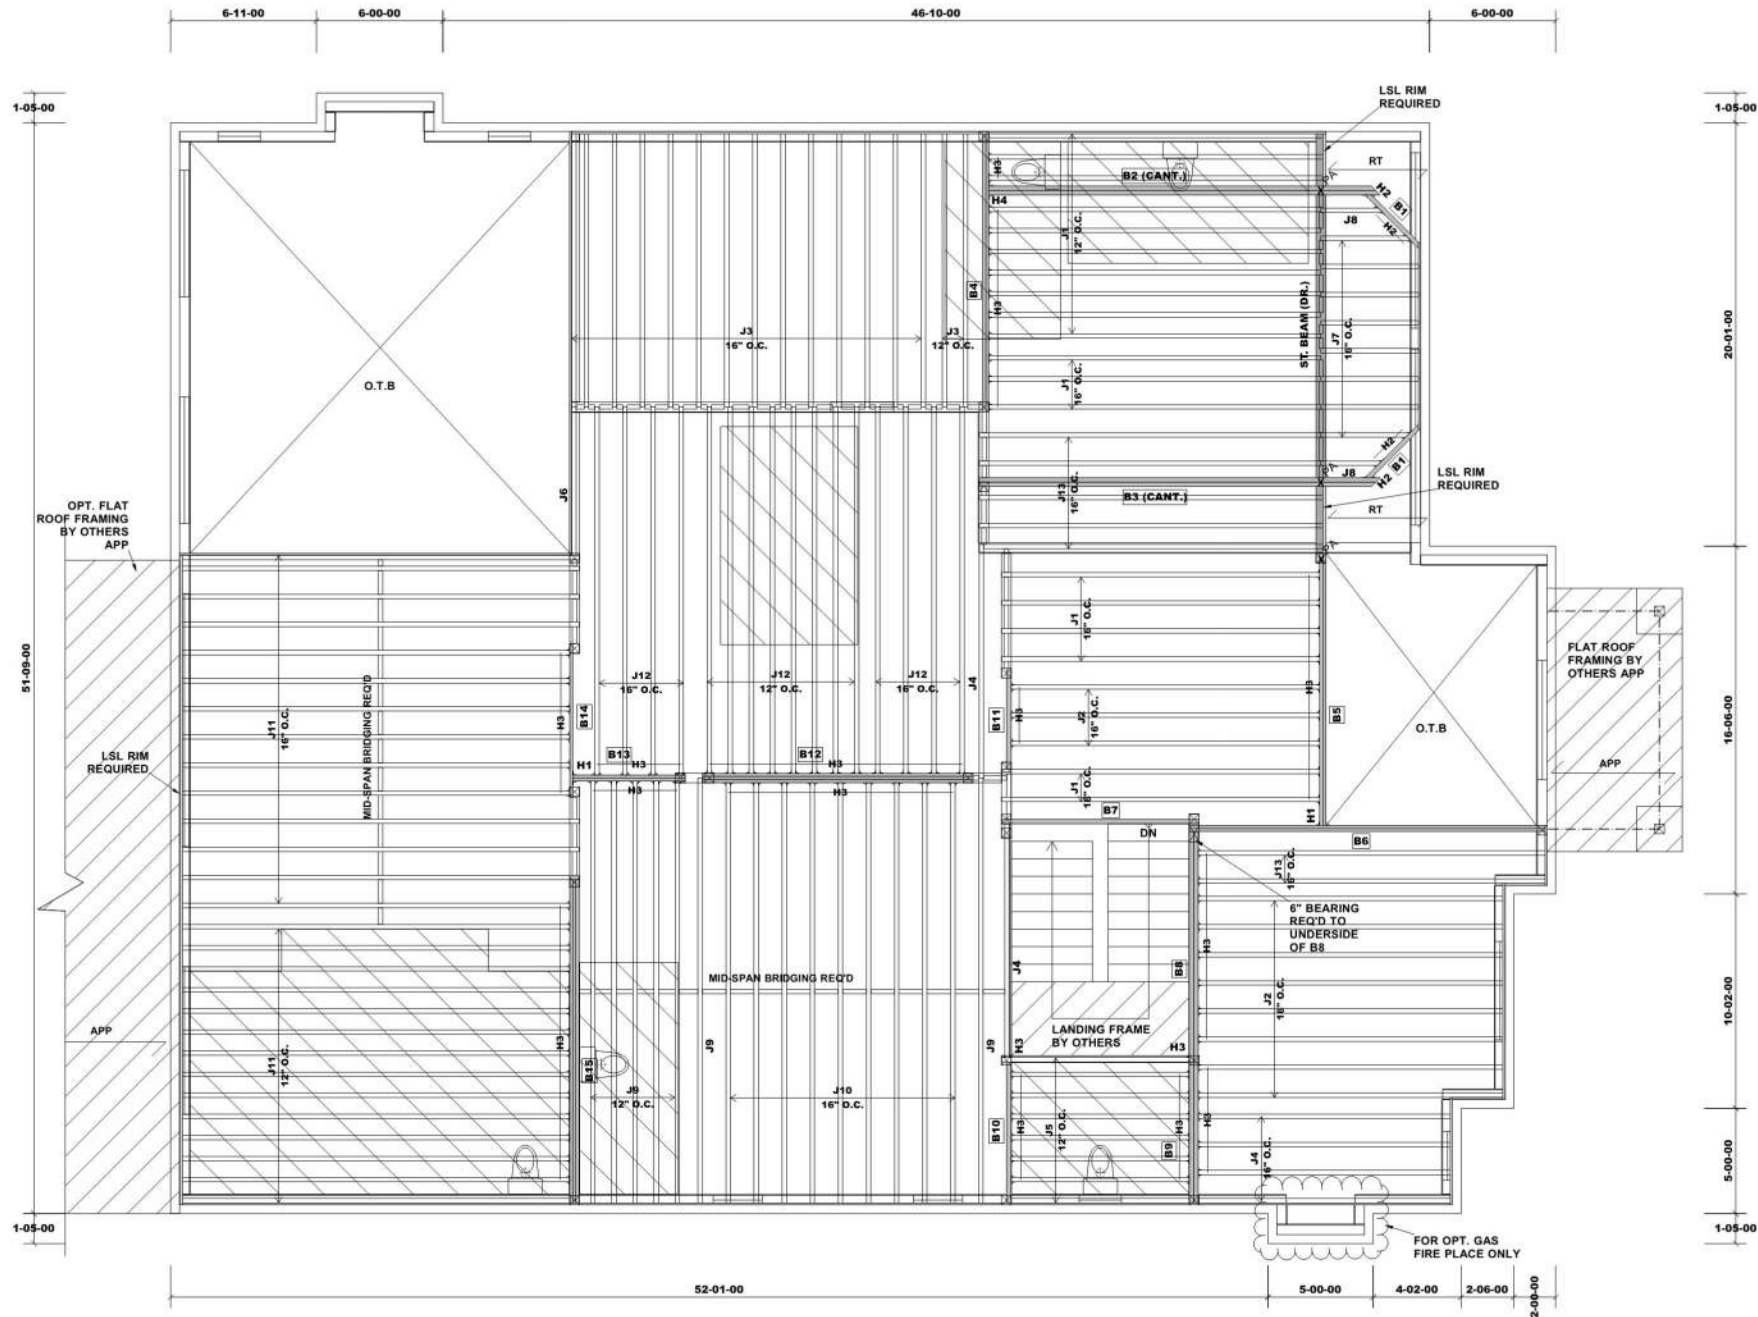 6-11-00
6-00-00
46-10-00
6-00-00
1-05-00
1-05-00
LSL RIM
REQUIRED
RT
H3
B2 (CANT.)
A
H2
B1
H4
J8
H2
J1
12" O.C.
B4
H3
ST. BEAM (DR.)
J7
16" O.C.
20-01-00
J3
16" O.C.
J3
12" O.C.
O.T.B
J1
16" O.C.
H2
B1
A
J8
H2
LSL RIM
REQUIRED
J6
J13
16" O.C.
B3 (CANT.)
RT
OPT. FLAT
ROOF FRAMING
BY OTHERS
APP
A
51-09-00
J1
16" O.C.
FLAT ROOF
FRAMING BY
OTHERS APP
J12
16" O.C.
J12
12" O.C.
J12
16" O.C.
J4
H3
MID-SPAN BRIDGING REQ'D
J11
16" O.C.
H3
B14
B11
H3
J2
16" O.C.
B5
O.T.B
16-06-00
LSL RIM
REQUIRED
B13
B12
H1
H3
H3
H3
H3
APP
J1
16" O.C.
B7
H1
DN
B6
J13
16" O.C.
6" BEARING
REQ'D TO
UNDERSIDE
OF B8
H3
MID-SPAN BRIDGING REQ'D
J4
B8
J2
16" O.C.
10-02-00
APP
J11
12" O.C.
H3
J9
J9
LANDING FRAME
BY OTHERS
H3
H3
B15
J9
12" O.C.
J10
16" O.C.
B10
H3
J5
12" O.C.
H3
B9
H3
J4
16" O.C.
5-00-00
1-05-00
1-05-00
FOR OPT. GAS
FIRE PLACE ONLY
52-01-00
5-00-00
4-02-00
2-06-00
2-00-00